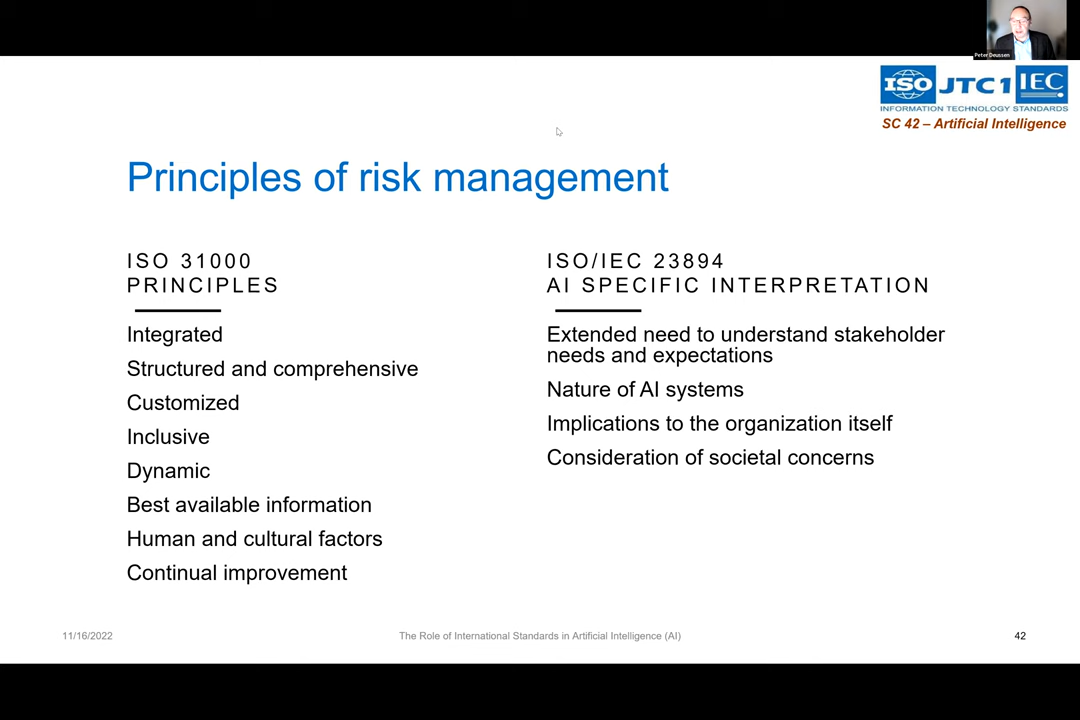 Peter Deussen
ISO JTC1 IEC
INFORMATION TECHNOLOGY STANDARDS
SC 42 – Artificial Intelligence
Principles of risk management
ISO 31000
PRINCIPLES
Integrated
Structured and comprehensive
Customized
Inclusive
Dynamic
Best available information
Human and cultural factors
Continual improvement
ISO/IEC 23894
AI SPECIFIC INTERPRETATION
Extended need to understand stakeholder
needs and expectations
Nature of AI systems
Implications to the organization itself
Consideration of societal concerns
11/16/2022
The Role of International Standards in Artificial Intelligence (AI)
42